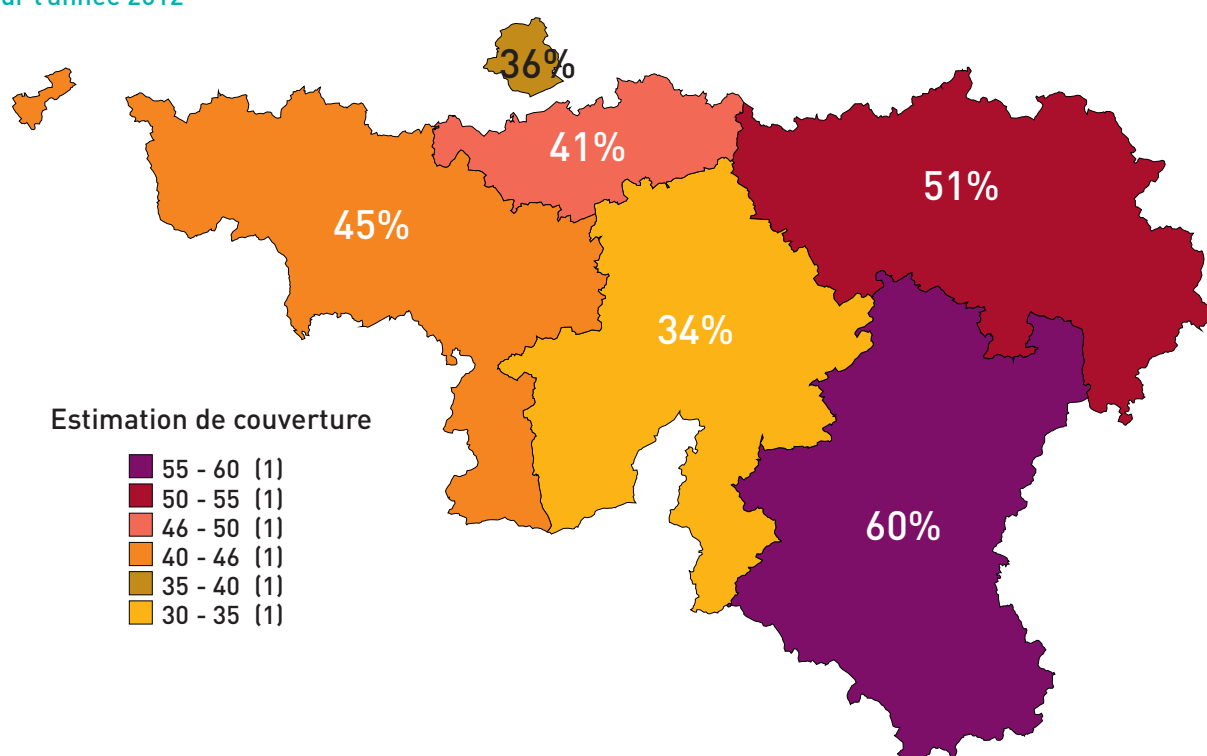 36%
41%
51%
45%
34%
Estimation de couverture
55 - 60 (1)
50 - 55 (1)
46 - 50 (1)
40 - 46 (1)
35 - 40 (1)
30 - 35 (1)
60%